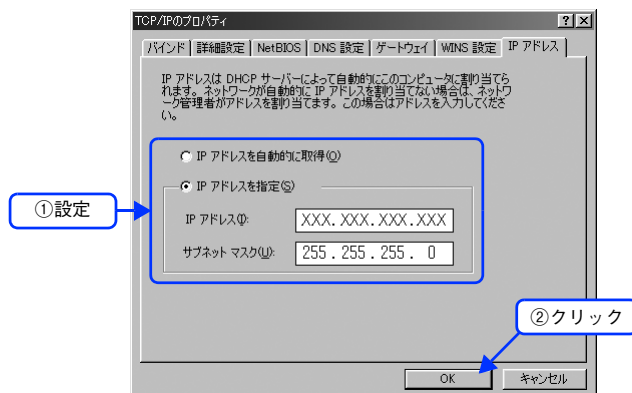 TCP/IPのプロパティ
バインド 詳細設定 NetBIOS DNS 設定 ゲートウェイ WINS 設定 IP アドレス
IP アドレスは DHCP サーバーによって自動的にこのコンピュータに割り当てら
れます。ネットワークが自動的に IP アドレスを割り当てない場合は、ネットワ
ーク管理者がアドレスを割り当てます。この場合はアドレスを入力してくださ
い。
IP アドレスを自動的に取得(O)
IP アドレスを指定(S)
①設定
IP アドレス(I):
XXX.XXX.XXX.XXX
サブネット マスク(U):
255.255.255. 0
②クリック
OK
キャンセル